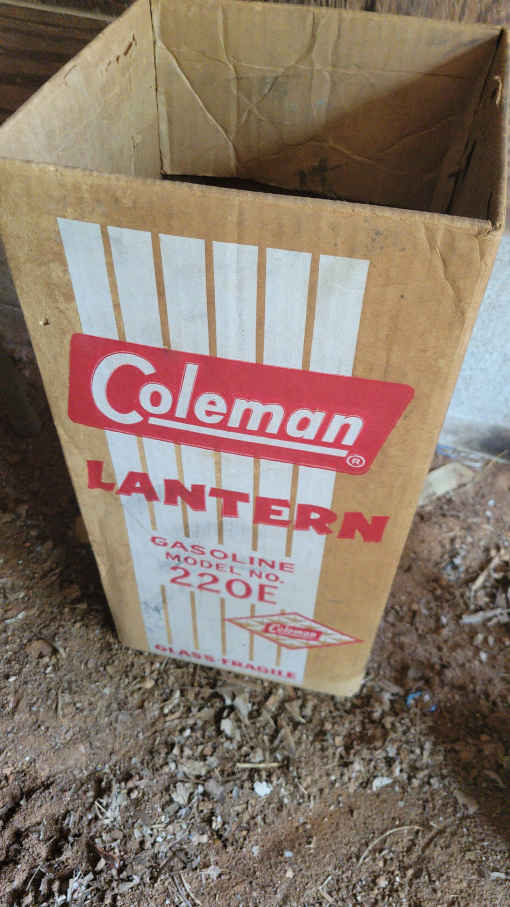 Coleman ®
LANTERN
GASOLINE
MODEL NO.
220E
Coleman
GLASS-FRAGILE